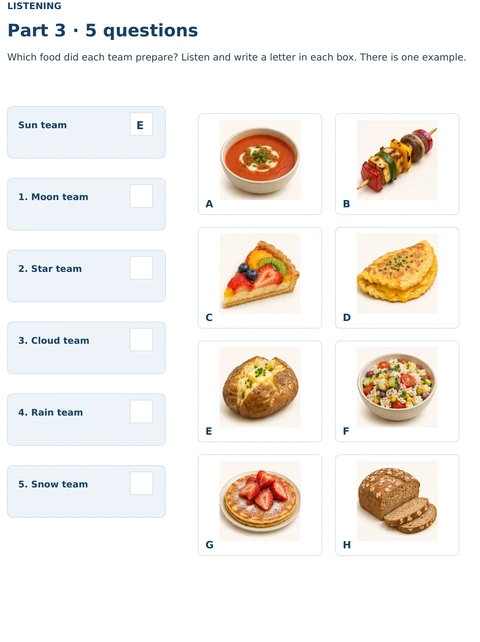 LISTENING
Part 3 · 5 questions
Which food did each team prepare? Listen and write a letter in each box. There is one example.
Sun team
E
1. Moon team
2. Star team
3. Cloud team
4. Rain team
5. Snow team
A
B
C
D
E
F
G
H